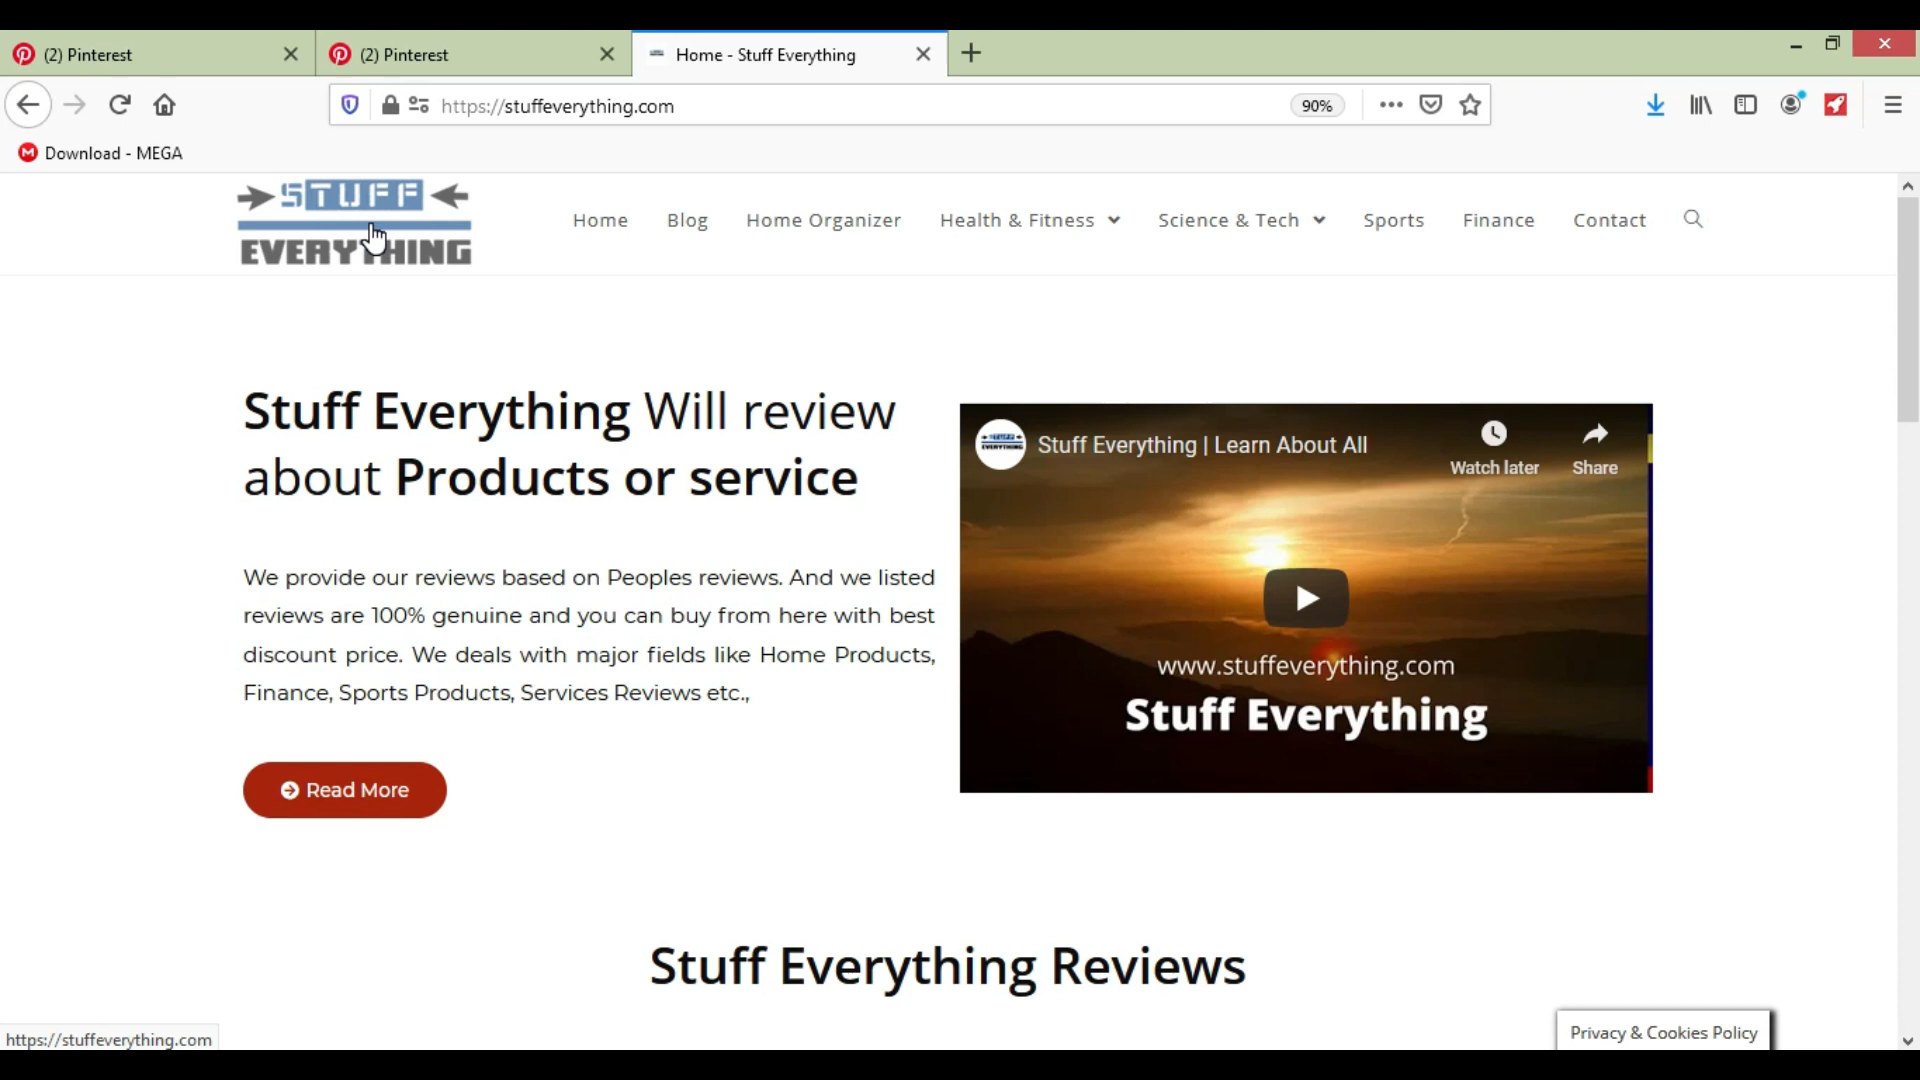 (2) Pinterest
(2) Pinterest
Home - Stuff Everything
https://stuffeverything.com
90%
Download - MEGA
STUFF
EVERYTHING
Home
Blog
Home Organizer
Health & Fitness
Science & Tech
Sports
Finance
Contact
Stuff Everything Will review
about Products or service
We provide our reviews based on Peoples reviews. And we listed
reviews are 100% genuine and you can buy from here with best
discount price. We deals with major fields like Home Products,
Finance, Sports Products, Services Reviews etc.,
Read More
STUFF
EVERYTHING
Stuff Everything | Learn About All
Watch later
Share
www.stuffeverything.com
Stuff Everything
Stuff Everything Reviews
Privacy & Cookies Policy
https://stuffeverything.com